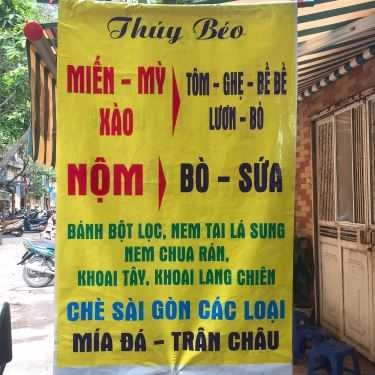 Thúy Béo
MIẾN - MỲ
XÀO
TÔM - GHẸ - BỀ BỀ
LƯƠN - BÒ
NỘM
BÒ - SỨA
BÁNH BỘT LỌC, NEM TAI LÁ SUNG
NEM CHUA RÁN,
KHOAI TÂY, KHOAI LANG CHIÊN
CHÈ SÀI GÒN CÁC LOẠI
MÍA ĐÁ - TRÂN CHÂU